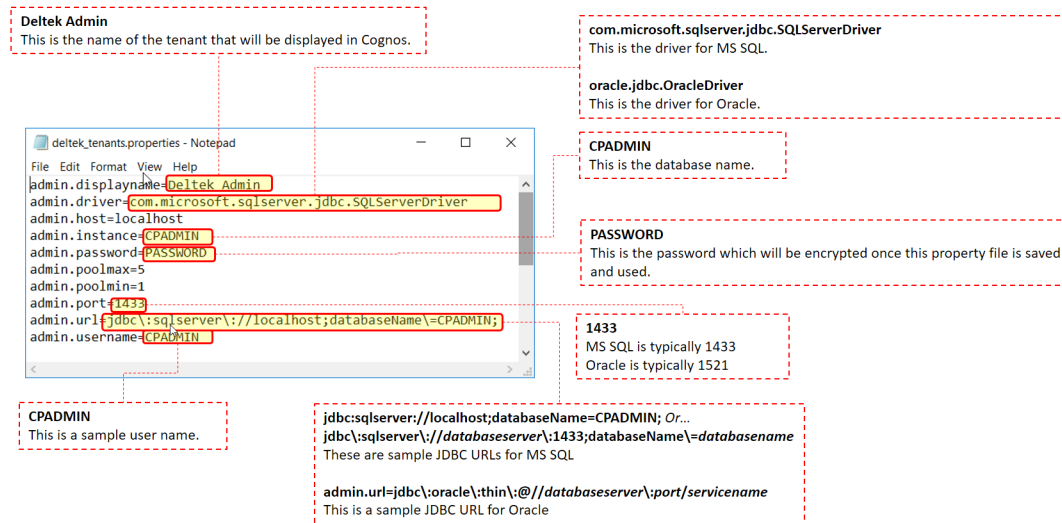 Deltek Admin
This is the name of the tenant that will be displayed in Cognos.
com.microsoft.sqlserver.jdbc.SQLServerDriver
This is the driver for MS SQL.
oracle.jdbc.OracleDriver
This is the driver for Oracle.
CPADMIN
This is the database name.
PASSWORD
This is the password which will be encrypted once this property file is saved
and used.
1433
MS SQL is typically 1433
Oracle is typically 1521
deltek_tenants.properties - Notepad
File Edit Format View Help
admin.displayname=Deltek Admin
admin.driver=com.microsoft.sqlserver.jdbc.SQLServerDriver
admin.host=localhost
admin.instance=CPADMIN
admin.password=PASSWORD
admin.poolmax=5
admin.poolmin=1
admin.port=1433
admin.url=jdbc\:sqlserver\://localhost;databaseName\=CPADMIN;
admin.username=CPADMIN
CPADMIN
This is a sample user name.
jdbc:sqlserver://localhost;databaseName=CPADMIN; Or...
jdbc\:sqlserver\://databaseserver\:1433;databaseName\=databasename
These are sample JDBC URLs for MS SQL
admin.url=jdbc\:oracle\:thin\:@//databaseserver\:port/servicename
This is a sample JDBC URL for Oracle